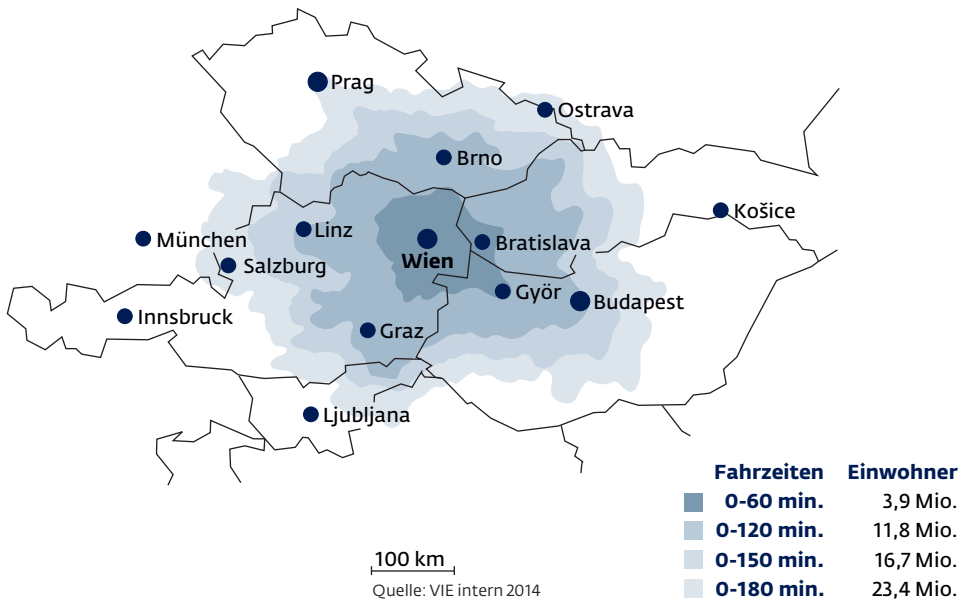 Prag
Ostrava
Brno
Košice
Linz
München
Bratislava
Wien
Salzburg
Györ
Budapest
Innsbruck
Graz
Ljubljana
Fahrzeiten Einwohner
0-60 min. 3,9 Mio.
0-120 min. 11,8 Mio.
0-150 min. 16,7 Mio.
0-180 min. 23,4 Mio.
100 km
Quelle: VIE intern 2014